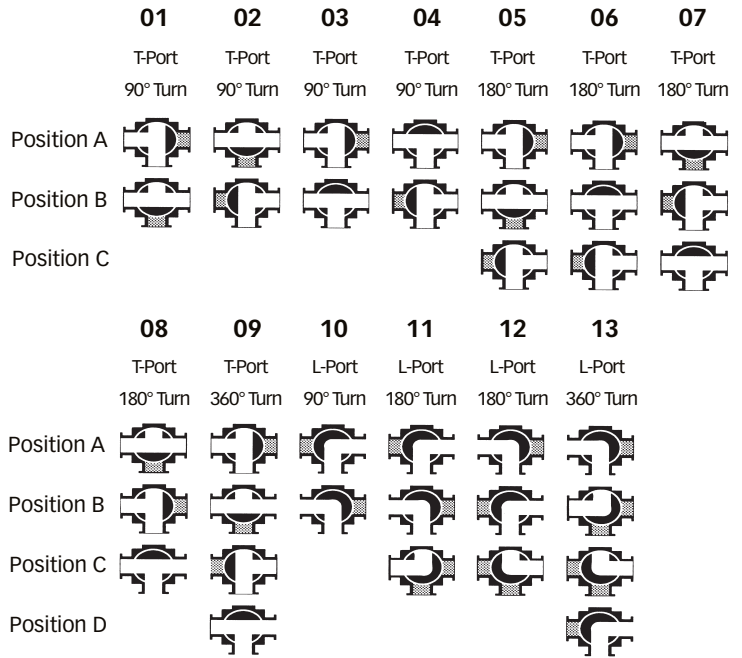 01 02 03 04 05 06 07
T-Port T-Port T-Port T-Port T-Port T-Port T-Port
90° Turn 90° Turn 90° Turn 90° Turn 180° Turn 180° Turn 180° Turn
Position A
Position B
Position C
08 09 10 11 12 13
T-Port T-Port L-Port L-Port L-Port L-Port
180° Turn 360° Turn 90° Turn 180° Turn 180° Turn 360° Turn
Position A
Position B
Position C
Position D